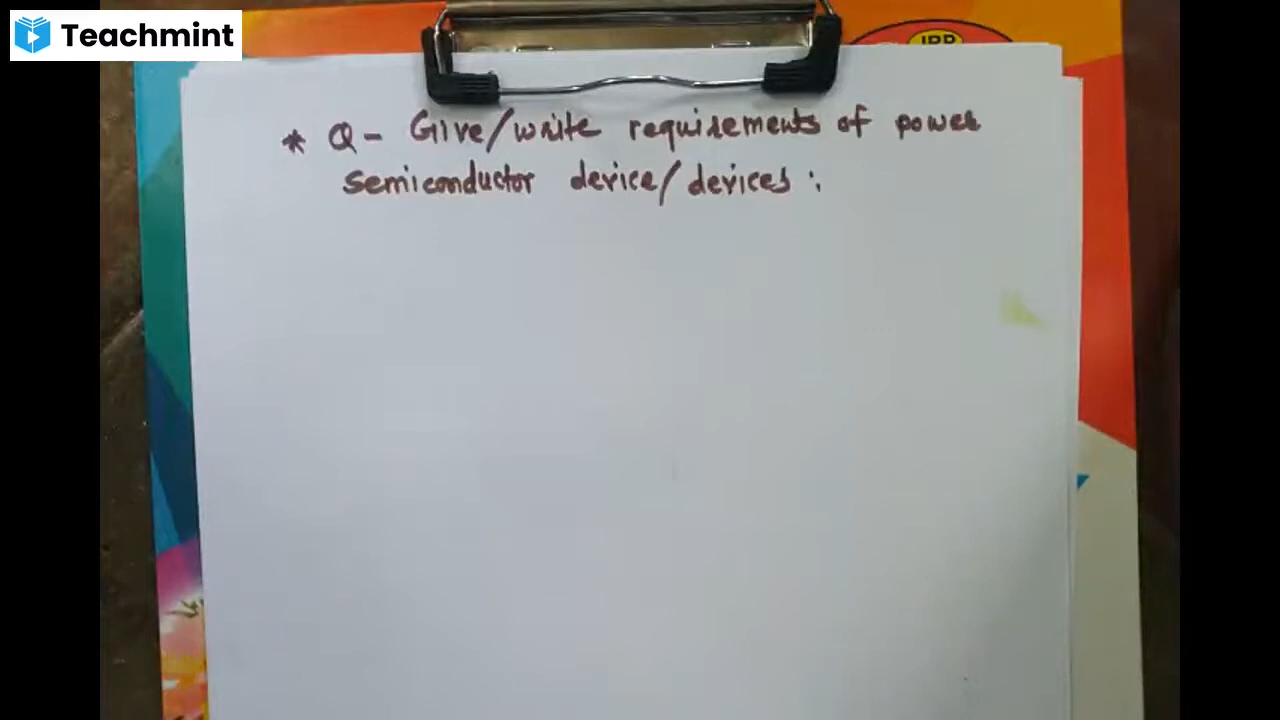 Teachmint
* Q- Give/write requirements of power
semiconductor device/devices :